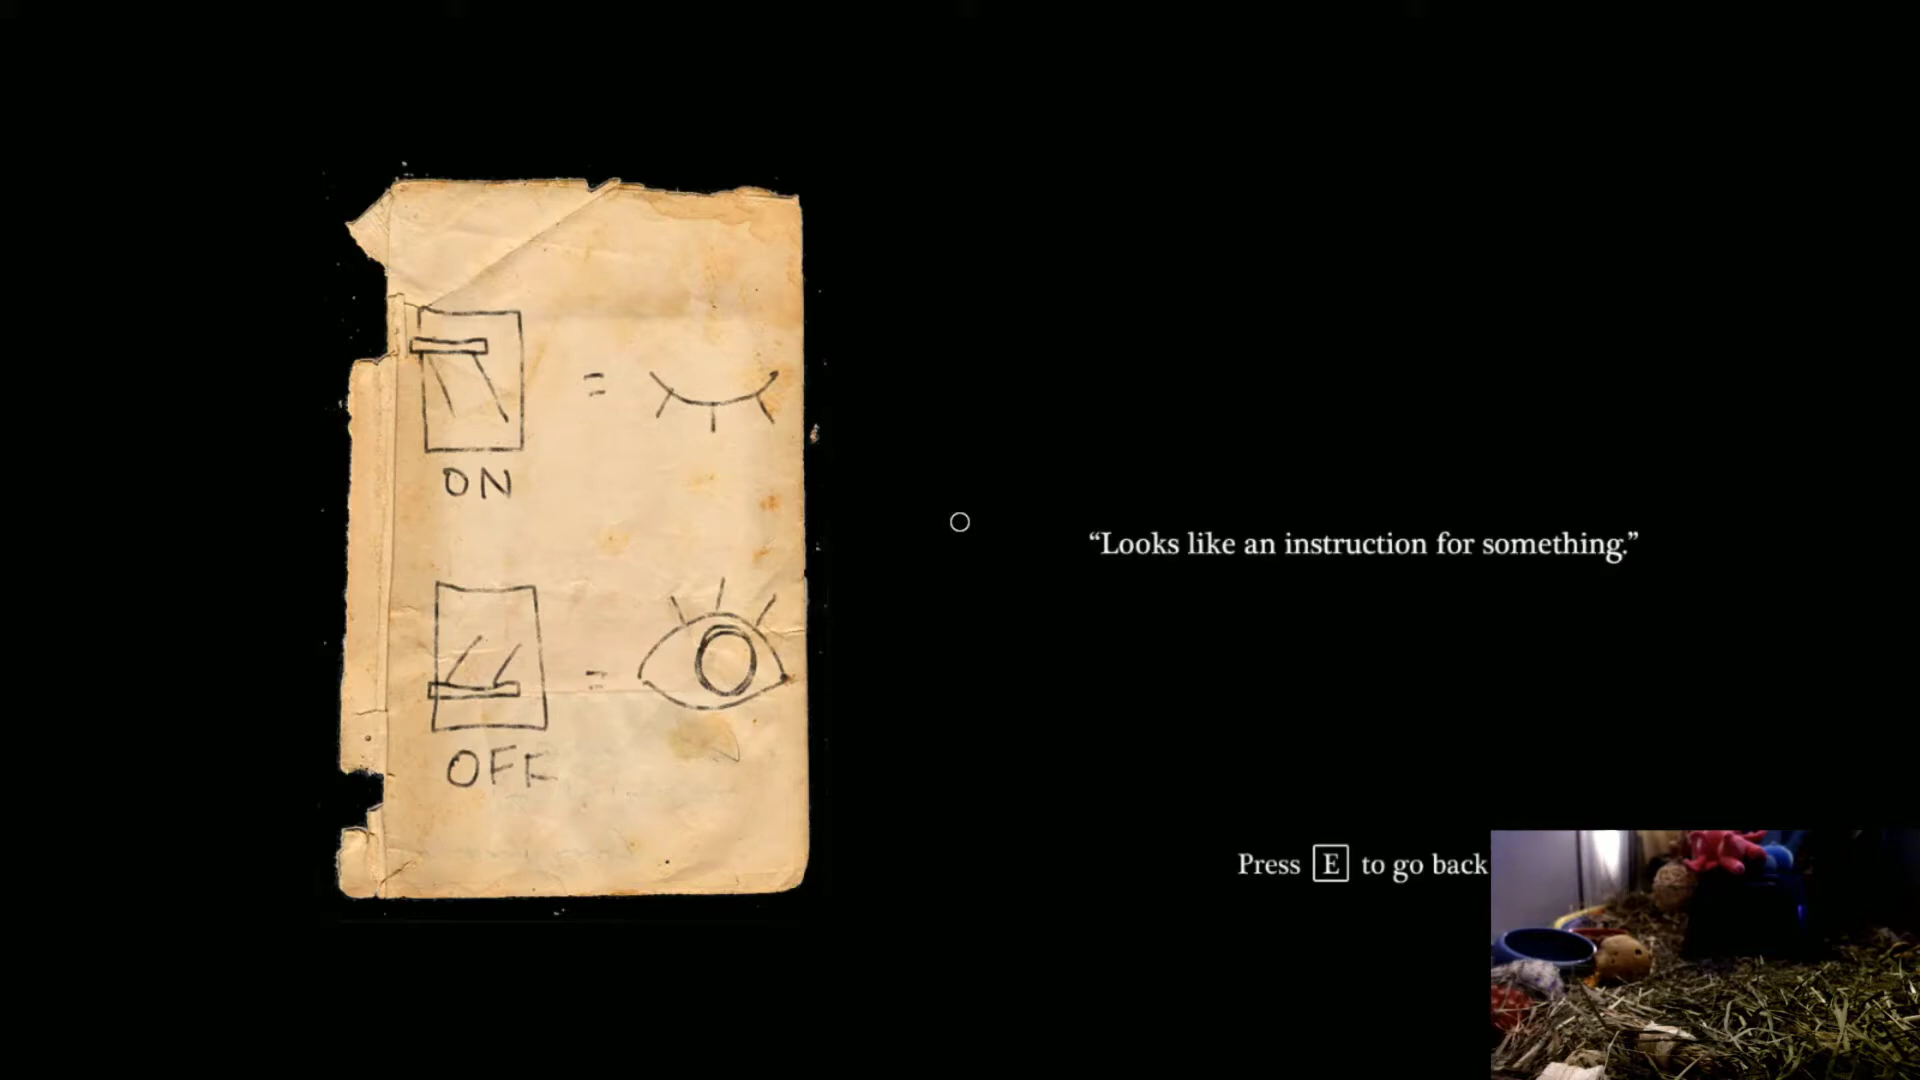 =
ON
=
OFF
“Looks like an instruction for something.”
Press E to go back